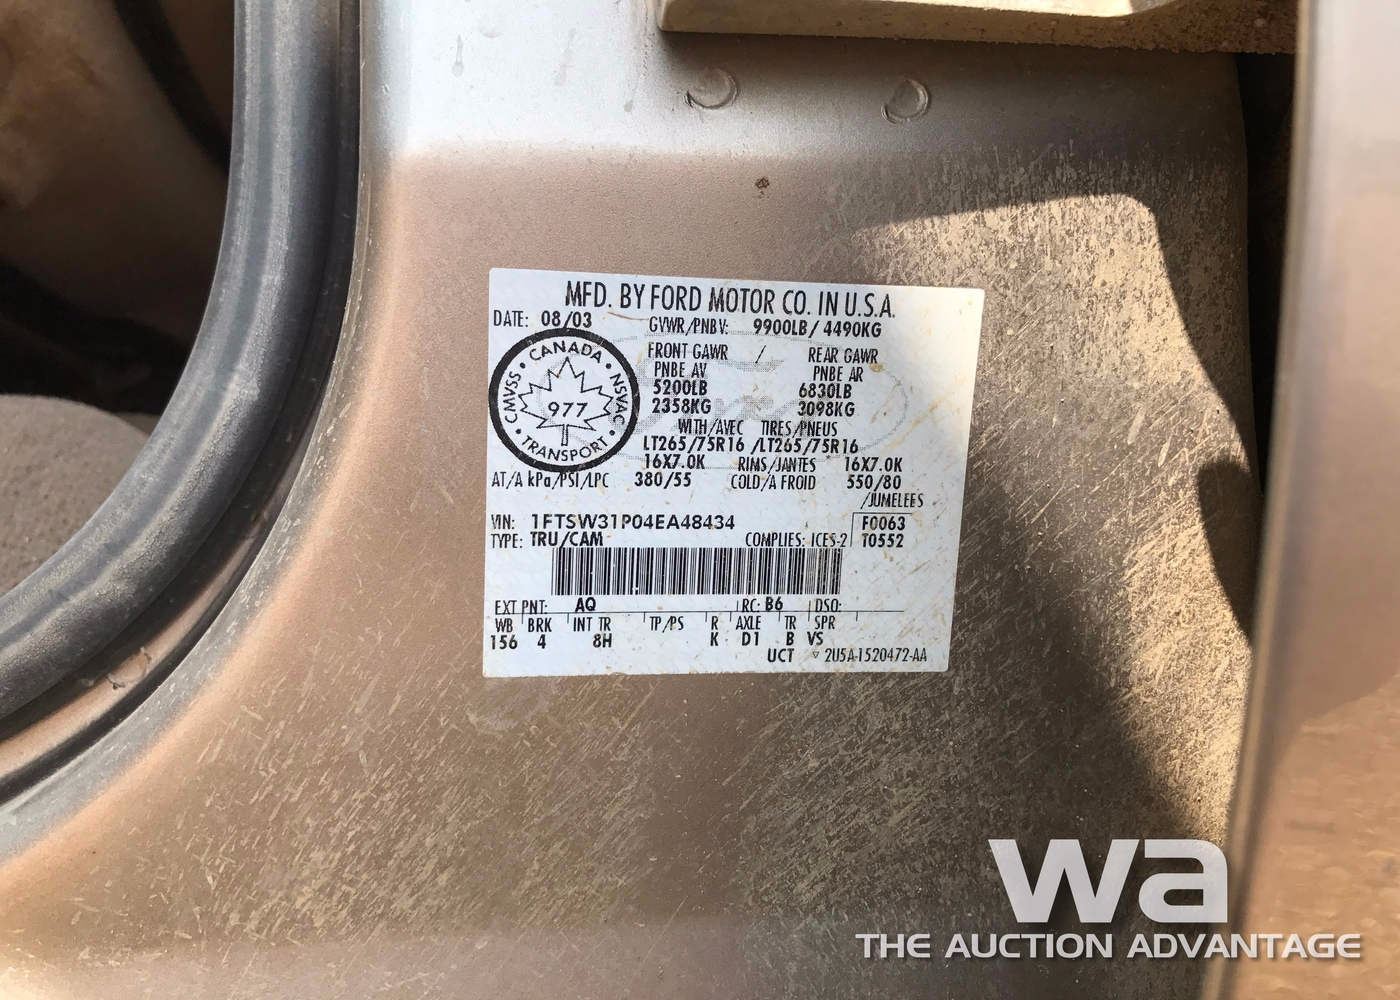 MFD. BY FORD MOTOR CO. IN U.S.A.
DATE: 08/03 GVWR/PNBV: 9900LB/ 4490KG
FRONT GAWR / REAR GAWR
PNBE AV PNBE AR
5200LB 6830LB
2358KG 3098KG
CMVSS • CANADA • NSVAC • TRANSPORT •
977
WITH/AVEC TIRES/PNEUS
LT265/75R16 /LT265/75R16
16X7.0K RIMS/JANTES 16X7.0K
AT/A kPa/PSI/LPC 380/55 COLD/A FROID 550/80
/JUMELEES
VIN: 1FTSW31P04EA48434 F0063
TYPE: TRU/CAM COMPLIES: ICES-2 T0552
EXT PNT: AQ RC: B6 DSO:
WB BRK INT TR TP/PS R AXLE TR SPR
156 4 8H K D1 B VS
UCT ▿ 2U5A-1520472-AA
wa
THE AUCTION ADVANTAGE